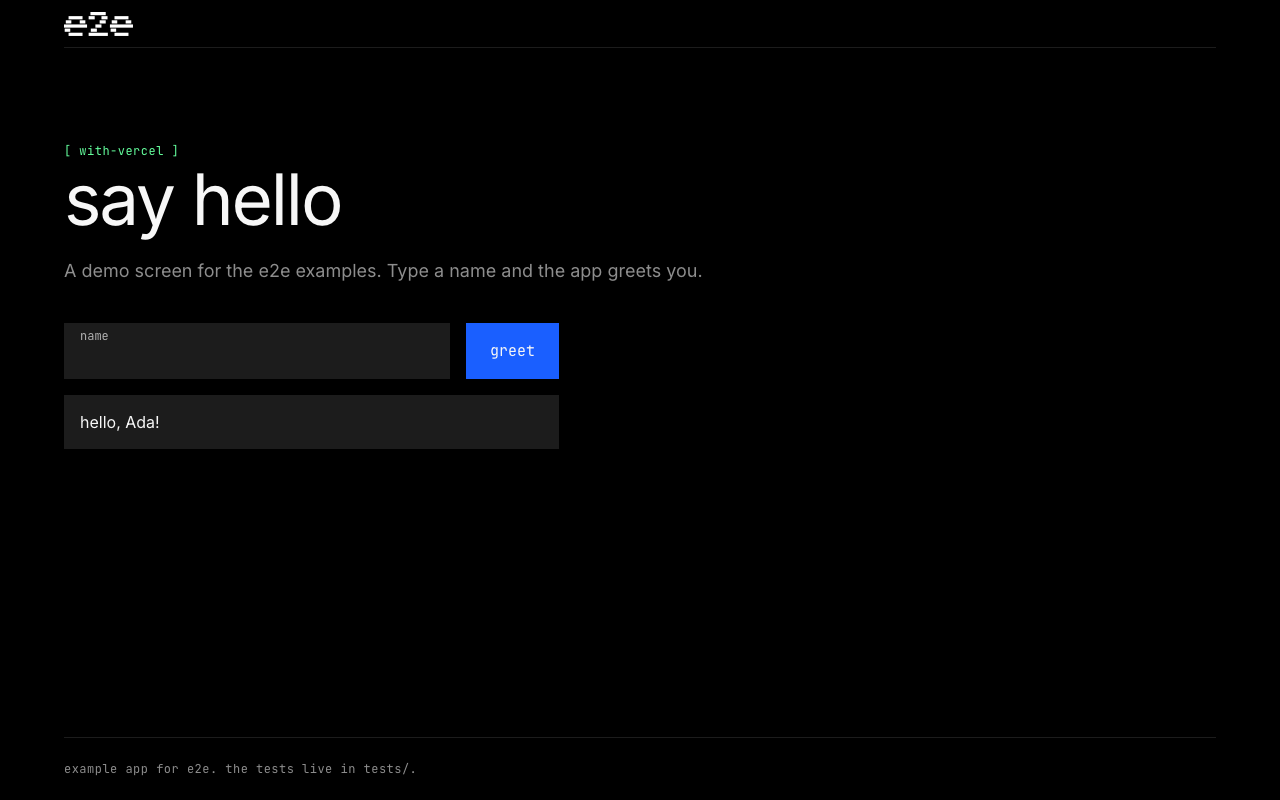 e2e
[ with-vercel ]
say hello
A demo screen for the e2e examples. Type a name and the app greets you.
name
greet
hello, Ada!
example app for e2e. the tests live in tests/.